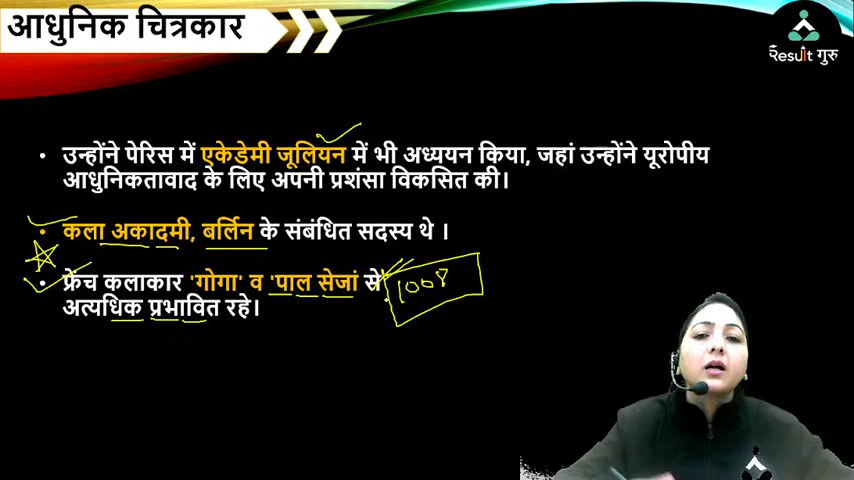 आधुनिक चित्रकार
Result गुरु
• उन्होंने पेरिस में एकेडेमी जूलियन में भी अध्ययन किया, जहां उन्होंने यूरोपीय
आधुनिकतावाद के लिए अपनी प्रशंसा विकसित की।
• कला अकादमी, बर्लिन के संबंधित सदस्य थे ।
• फ्रेंच कलाकार 'गोगा' व 'पाल सेजां से
1008
अत्यधिक प्रभावित रहे।